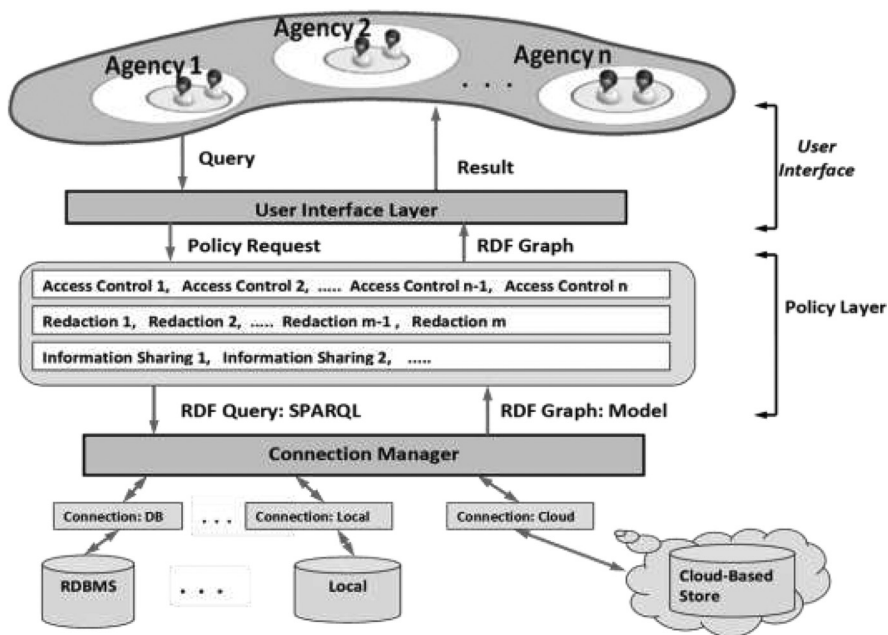 Agency 1
Agency 2
Agency n
. . .
Query
Result
User
Interface
User Interface Layer
Policy Request
RDF Graph
Access Control 1, Access Control 2, ..... Access Control n-1, Access Control n
Redaction 1, Redaction 2, ..... Redaction m-1 , Redaction m
Information Sharing 1, Information Sharing 2, .....
Policy Layer
RDF Query: SPARQL
RDF Graph: Model
Connection Manager
Connection: DB
. . .
Connection: Local
Connection: Cloud
RDBMS
. . .
Local
Cloud-Based
Store